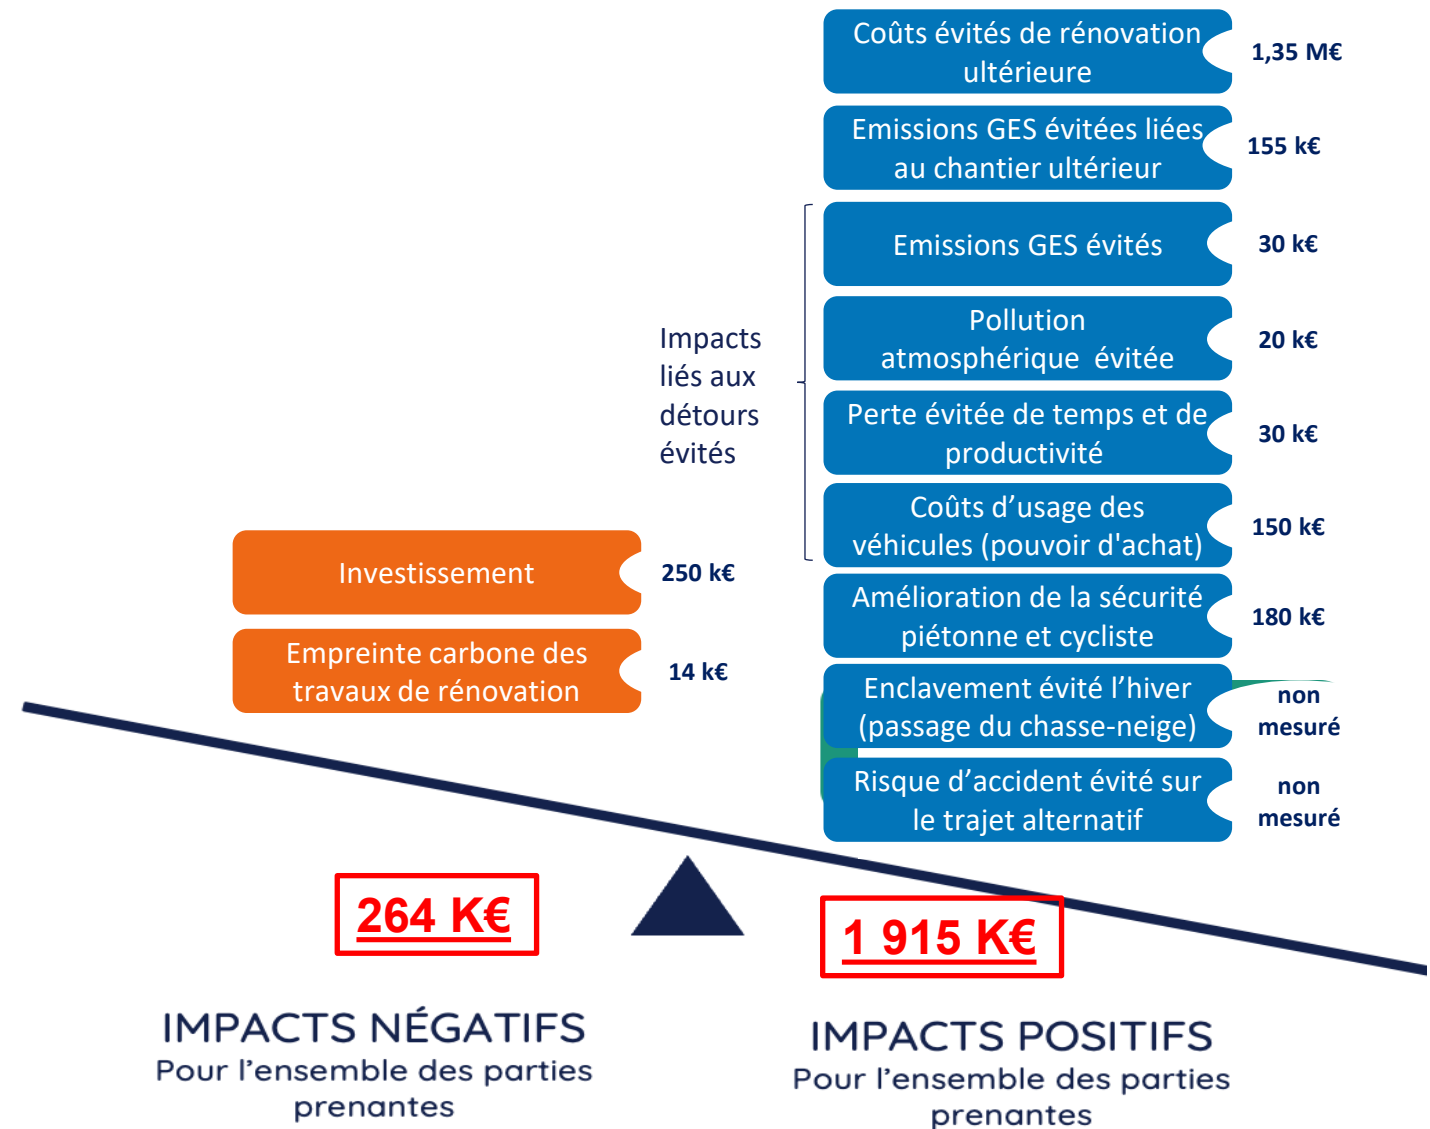 Coûts évités de rénovation
ultérieure
1,35 M€
Emissions GES évitées liées
au chantier ultérieur
155 k€
Impacts
liés aux
détours
évités
Emissions GES évités
30 k€
Pollution
atmosphérique  évitée
20 k€
Perte évitée de temps et de
productivité
30 k€
Coûts d’usage des
véhicules (pouvoir d'achat)
150 k€
Amélioration de la sécurité
piétonne et cycliste
180 k€
Enclavement évité l’hiver
(passage du chasse-neige)
non
mesuré
Risque d’accident évité sur
le trajet alternatif
non
mesuré
Investissement
250 k€
Empreinte carbone des
travaux de rénovation
14 k€
264 K€
1 915 K€
IMPACTS NÉGATIFS
Pour l’ensemble des parties
prenantes
IMPACTS POSITIFS
Pour l’ensemble des parties
prenantes